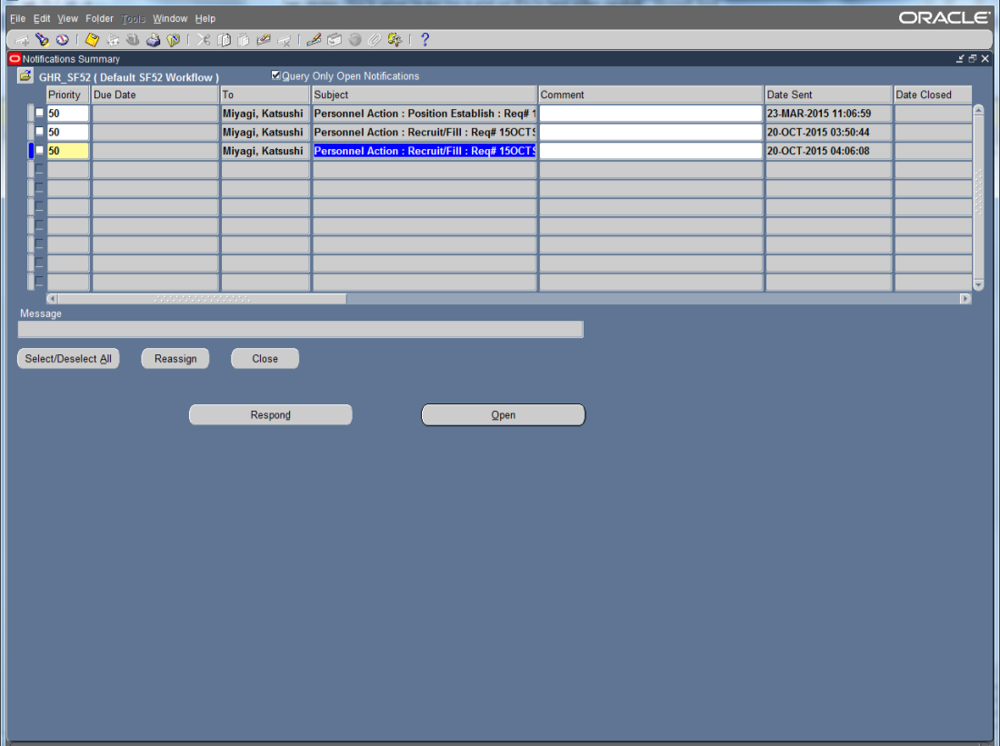 File Edit View Folder Tools Window Help
ORACLE
Notifications Summary
GHR_SF52 ( Default SF52 Workflow )
Query Only Open Notifications
Priority Due Date To Subject Comment Date Sent Date Closed
50 Miyagi, Katsushi Personnel Action : Position Establish : Req# 1 23-MAR-2015 11:06:59
50 Miyagi, Katsushi Personnel Action : Recruit/Fill : Req# 15OCTS 20-OCT-2015 03:50:44
50 Miyagi, Katsushi Personnel Action : Recruit/Fill : Req# 15OCTS 20-OCT-2015 04:06:08
Message
Select/Deselect All Reassign Close
Respond Open